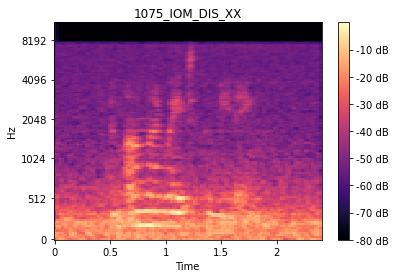 1075_IOM_DIS_XX
8192
4096
2048
1024
512
0
Hz
0
0.5
1
1.5
2
Time
-10 dB
-20 dB
-30 dB
-40 dB
-50 dB
-60 dB
-70 dB
-80 dB